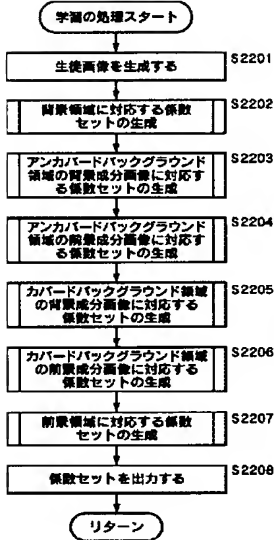 学習の処理スタート
生徒画像を生成する
S2201
背景領域に対応する係数
セットの生成
S2202
アンカバードバックグラウンド
領域の背景成分画像に対応す
る係数セットの生成
S2203
アンカバードバックグラウンド
領域の前景成分画像に対応す
る係数セットの生成
S2204
カバードバックグラウンド領域
の背景成分画像に対応する
係数セットの生成
S2205
カバードバックグラウンド領域
の前景成分画像に対応する
係数セットの生成
S2206
前景領域に対応する係数
セットの生成
S2207
係数セットを出力する
S2208
リターン